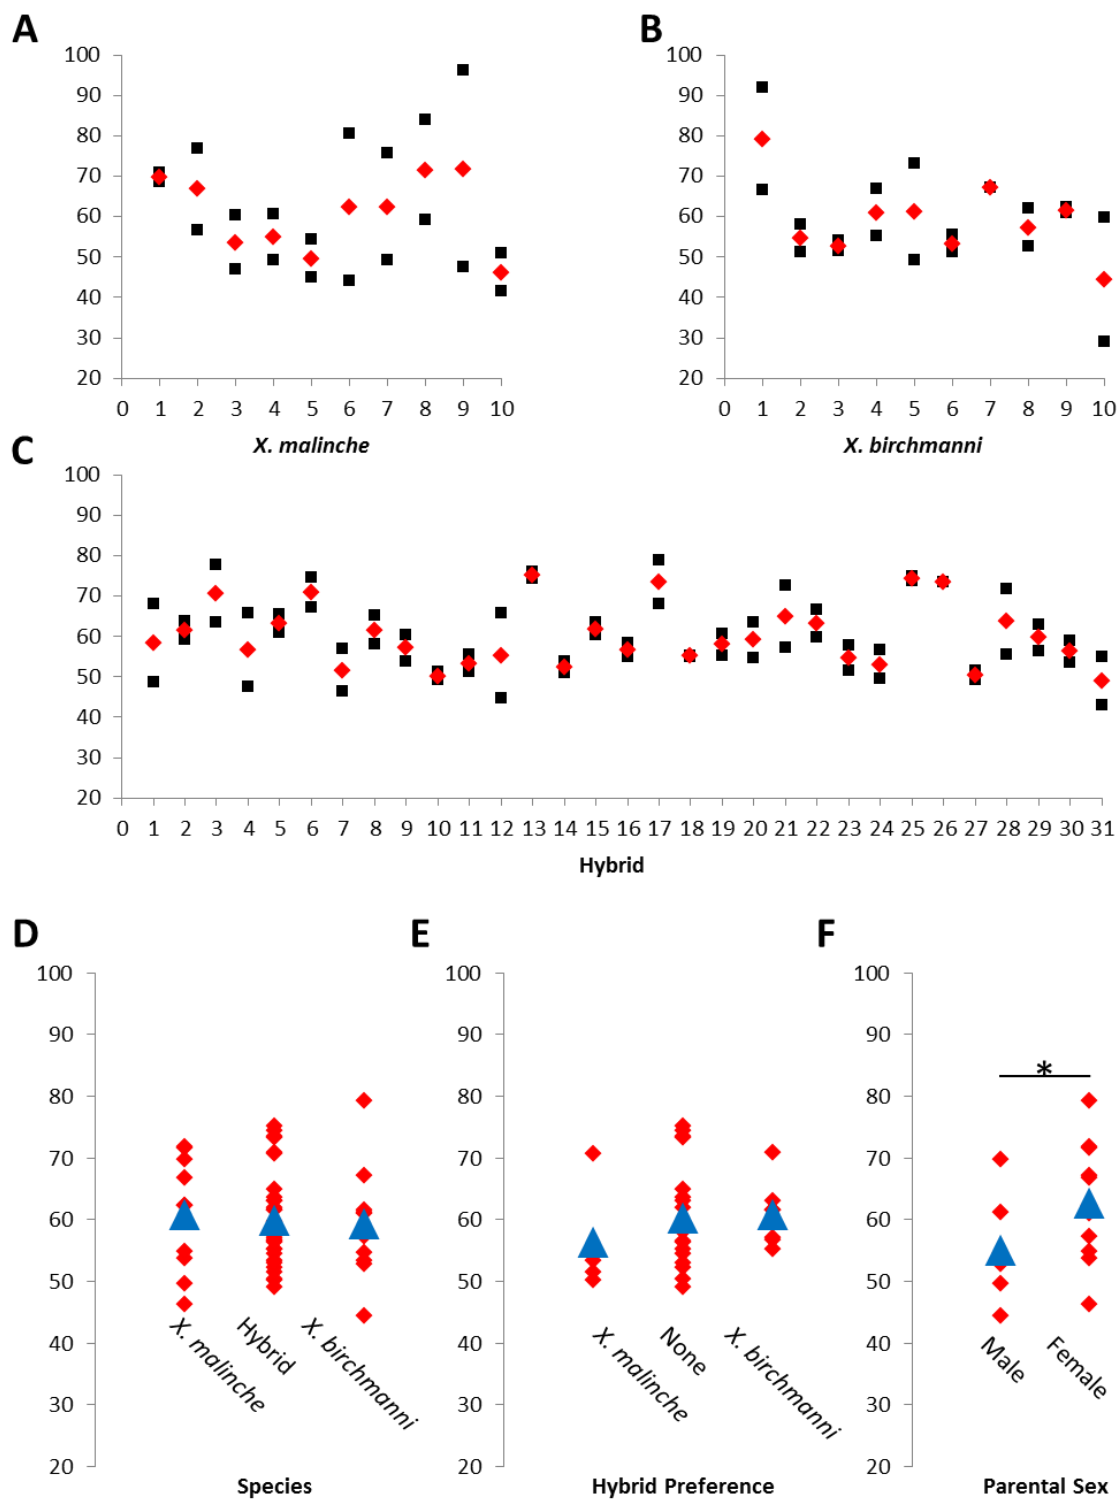 A
B
100
90
80
70
60
50
40
30
20
0 1 2 3 4 5 6 7 8 9 10
X. malinche
100
90
80
70
60
50
40
30
20
0 1 2 3 4 5 6 7 8 9 10
X. birchmanni
C
100
90
80
70
60
50
40
30
20
0 1 2 3 4 5 6 7 8 9 10 11 12 13 14 15 16 17 18 19 20 21 22 23 24 25 26 27 28 29 30 31
Hybrid
D
100
90
80
70
60
50
40
30
20
X. malinche
Hybrid
X. birchmanni
Species
E
100
90
80
70
60
50
40
30
20
X. malinche
None
X. birchmanni
Hybrid Preference
F
100
90
80
70
60
50
40
30
20
*
Male
Female
Parental Sex